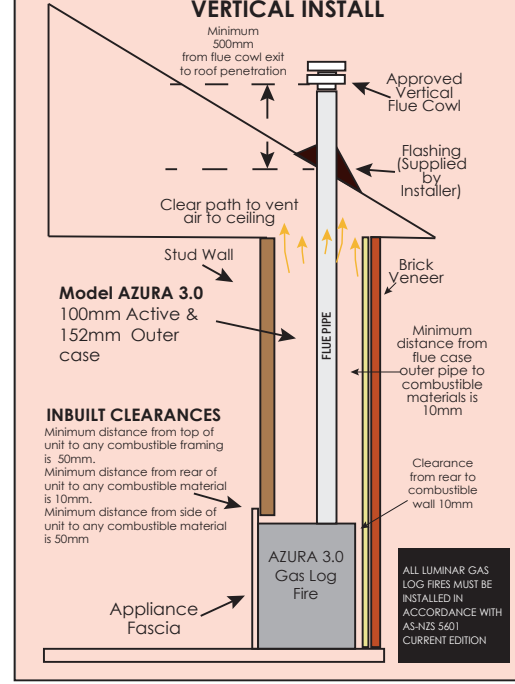 VERTICAL INSTALL
Minimum
500mm
from flue cowl exit
to roof penetration
Approved
Vertical
Flue Cowl
Flashing
(Supplied
by
Installer)
Clear path to vent
air to ceiling
Stud Wall
Brick
Veneer
Model AZURA 3.0
100mm Active &
152mm Outer
case
FLUE PIPE
Minimum
distance from
flue case
outer pipe to
combustible
materials is
10mm
INBUILT CLEARANCES
Minimum distance from top of
unit to any combustible framing
is 50mm.
Minimum distance from rear of
unit to any combustible material
is 10mm.
Minimum distance from side of
unit to any combustible material
is 50mm
Clearance
from rear to
combustible
wall 10mm
AZURA 3.0
Gas Log
Fire
Appliance
Fascia
ALL LUMINAR GAS
LOG FIRES MUST BE
INSTALLED IN
ACCORDANCE WITH
AS-NZS 5601
CURRENT EDITION